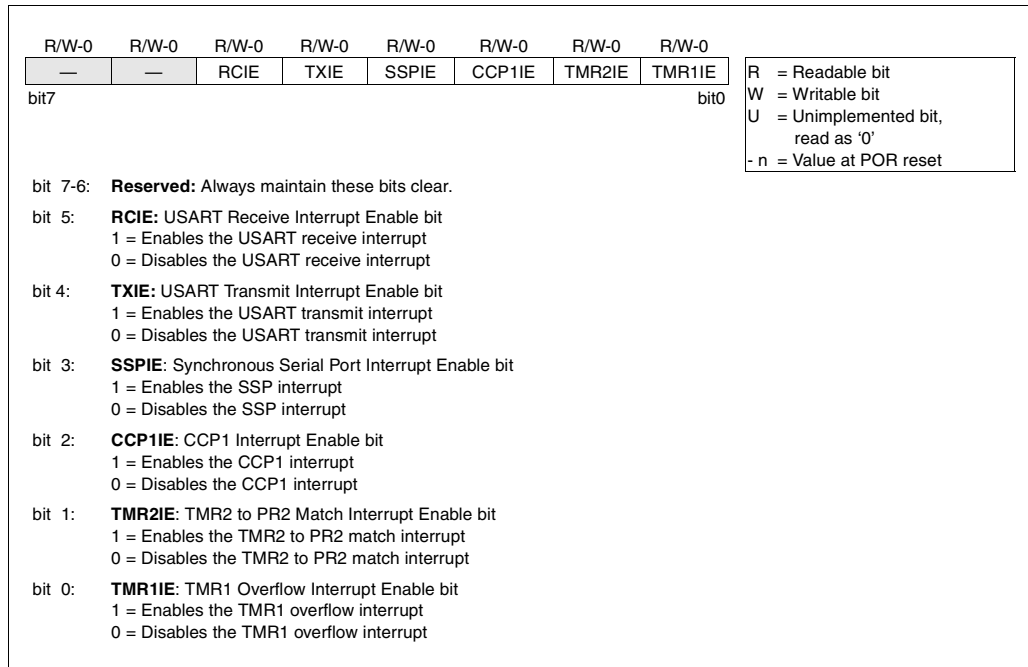 R/W-0 R/W-0 R/W-0 R/W-0 R/W-0 R/W-0 R/W-0 R/W-0
— — RCIE TXIE SSPIE CCP1IE TMR2IE TMR1IE
bit7 bit0
R = Readable bit
W = Writable bit
U = Unimplemented bit,
read as ‘0’
- n = Value at POR reset
bit 7-6: Reserved: Always maintain these bits clear.
bit 5: RCIE: USART Receive Interrupt Enable bit
1 = Enables the USART receive interrupt
0 = Disables the USART receive interrupt
bit 4: TXIE: USART Transmit Interrupt Enable bit
1 = Enables the USART transmit interrupt
0 = Disables the USART transmit interrupt
bit 3: SSPIE: Synchronous Serial Port Interrupt Enable bit
1 = Enables the SSP interrupt
0 = Disables the SSP interrupt
bit 2: CCP1IE: CCP1 Interrupt Enable bit
1 = Enables the CCP1 interrupt
0 = Disables the CCP1 interrupt
bit 1: TMR2IE: TMR2 to PR2 Match Interrupt Enable bit
1 = Enables the TMR2 to PR2 match interrupt
0 = Disables the TMR2 to PR2 match interrupt
bit 0: TMR1IE: TMR1 Overflow Interrupt Enable bit
1 = Enables the TMR1 overflow interrupt
0 = Disables the TMR1 overflow interrupt